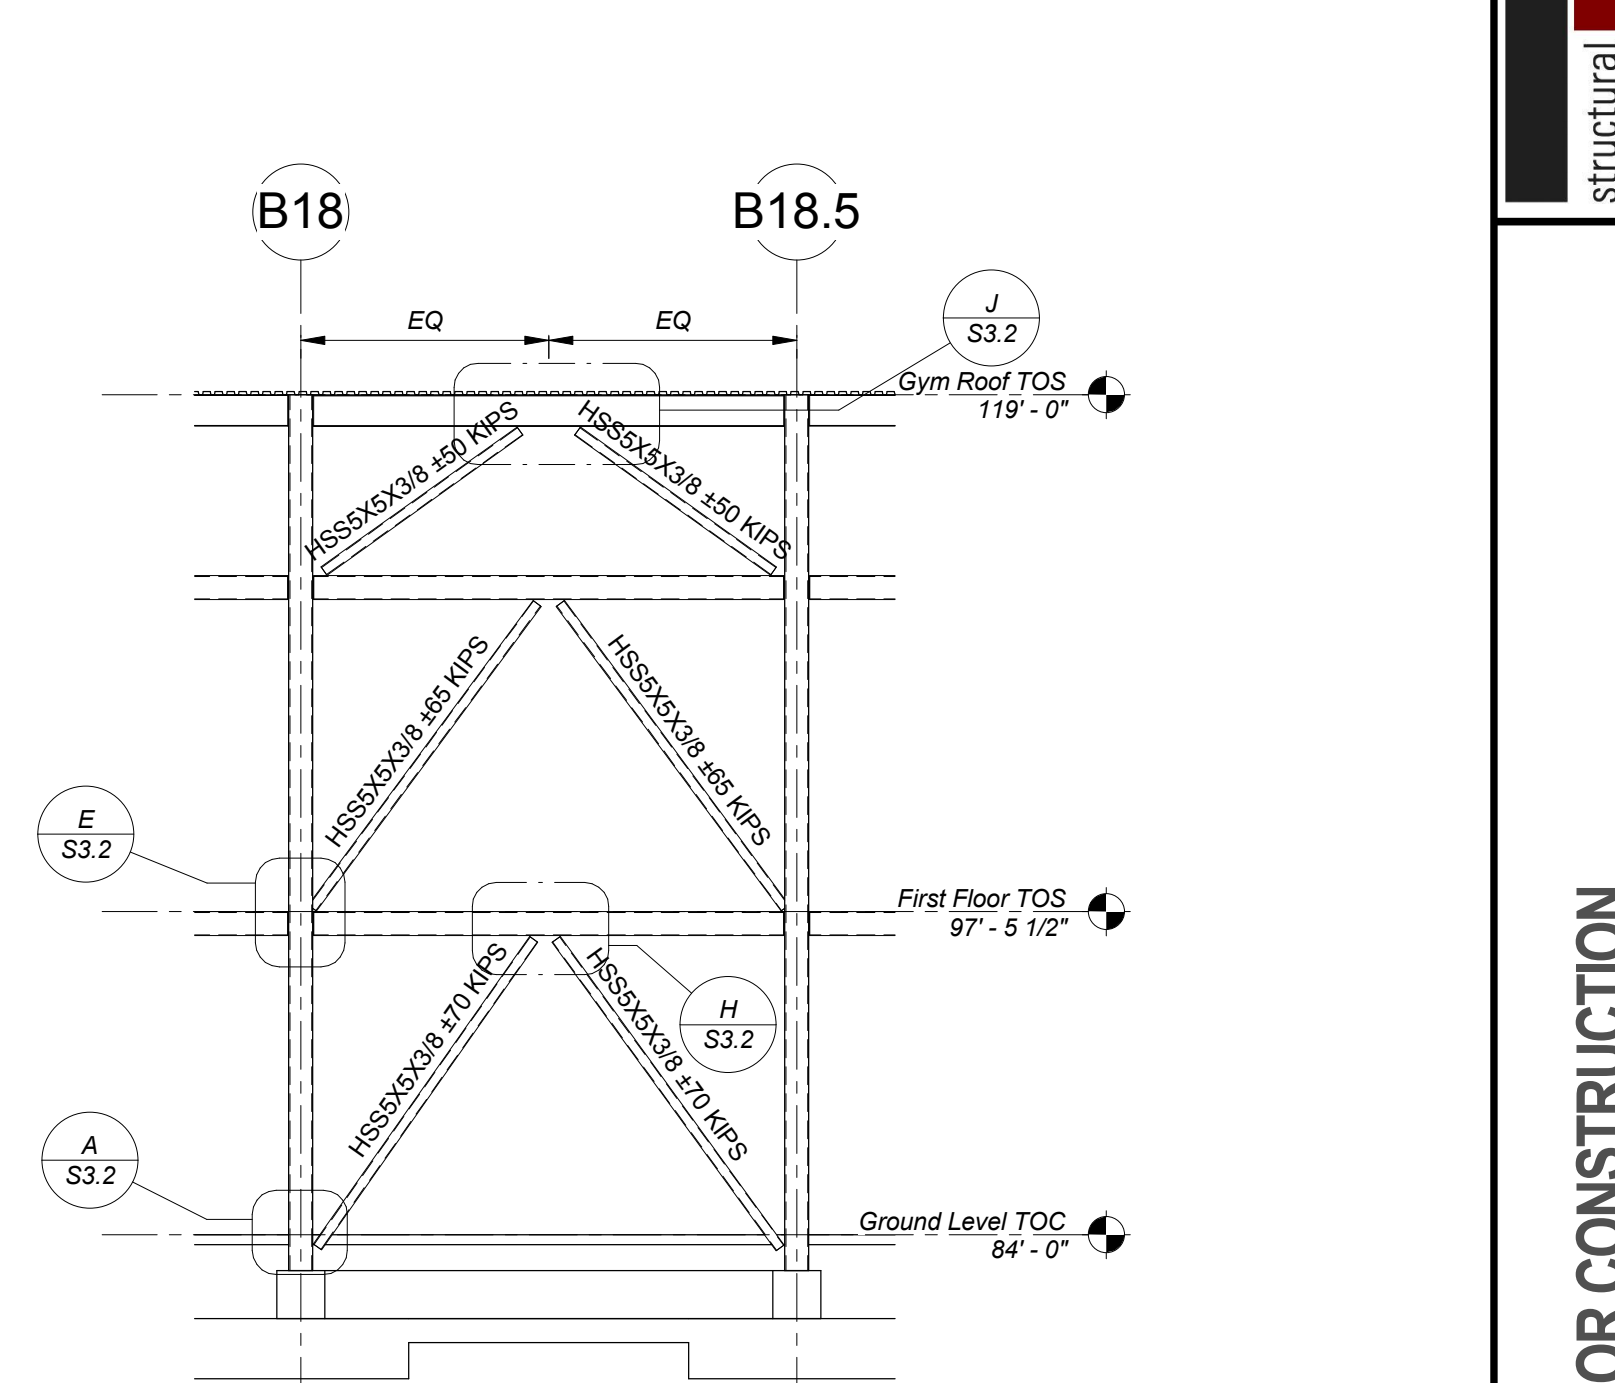 structural
B18
B18.5
EQ
EQ
J
S3.2
Gym Roof TOS
119' - 0"
HSS5X5X3/8 ±50 KIPS
HSS5X5X3/8 ±50 KIPS
HSS5X5X3/8 ±65 KIPS
HSS5X5X3/8 ±65 KIPS
E
S3.2
First Floor TOS
97' - 5 1/2"
HSS5X5X3/8 ±70 KIPS
HSS5X5X3/8 ±70 KIPS
H
S3.2
A
S3.2
Ground Level TOC
84' - 0"
OR CONSTRUCTION